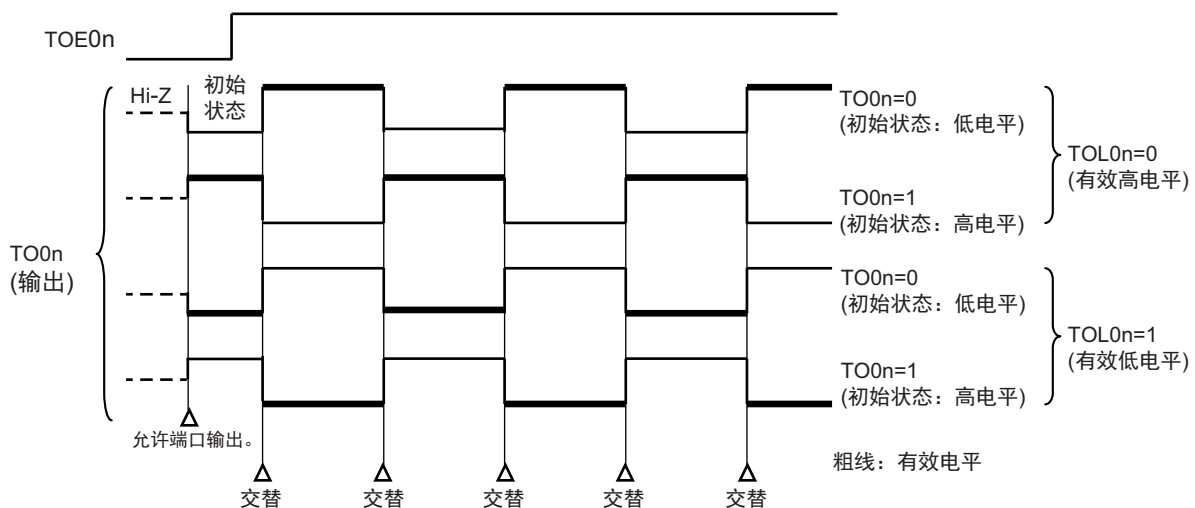 TOE0n
Hi-Z
初始
状态
TO0n=0
(初始状态：低电平)
TOL0n=0
(有效高电平)
TO0n=1
(初始状态：高电平)
TO0n
(输出)
TO0n=0
(初始状态：低电平)
TOL0n=1
(有效低电平)
TO0n=1
(初始状态：高电平)
允许端口输出。
粗线：有效电平
交替 交替 交替 交替 交替